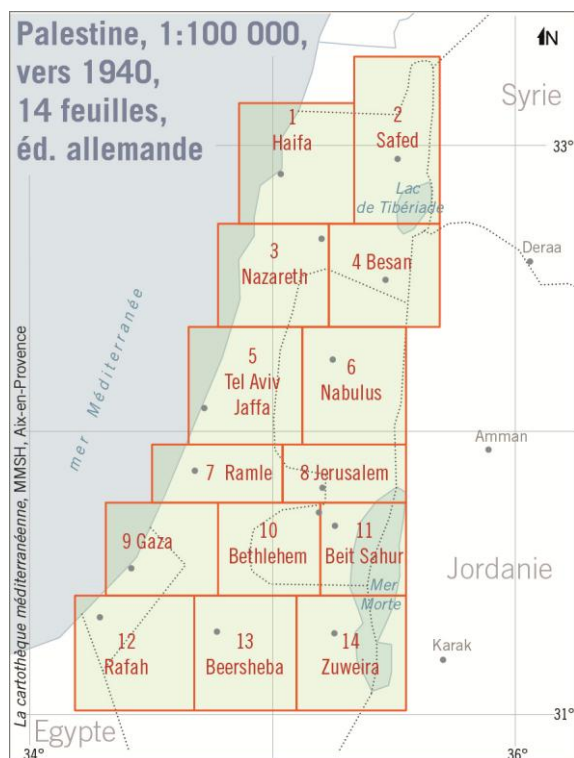 Palestine, 1:100 000,
vers 1940,
14 feuilles,
éd. allemande
N
Syrie
1
Haifa
2
Safed
33°
Lac
de Tibériade
Deraa
3
Nazareth
4 Besan
mer Méditerranée
5
Tel Aviv
Jaffa
6
Nabulus
Amman
7 Ramle
8 Jerusalem
9 Gaza
10
Bethlehem
11
Beit Sahur
Jordanie
Mer
Morte
12
Rafah
13
Beersheba
14
Zuweira
Karak
Egypte
31°
34°
36°
La cartothèque méditerranéenne, MMSH, Aix-en-Provence